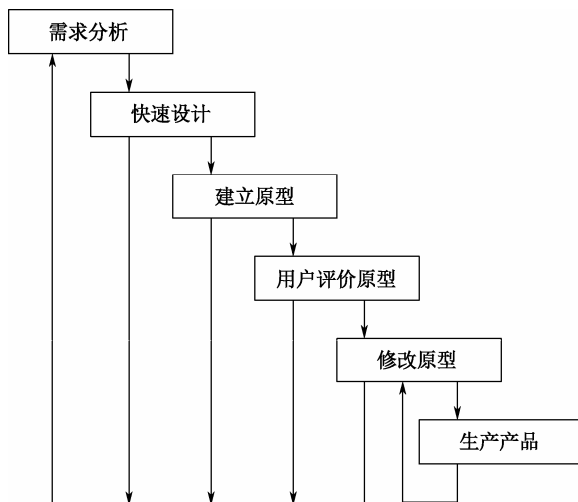 需求分析
快速设计
建立原型
用户评价原型
修改原型
生产产品